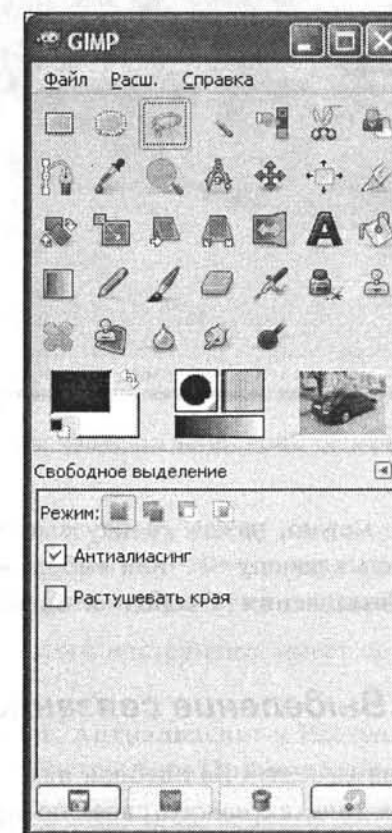 GIMP
Файл Расш. Справка
Свободное выделение
Режим:
Антиалиасинг
Растушевать края